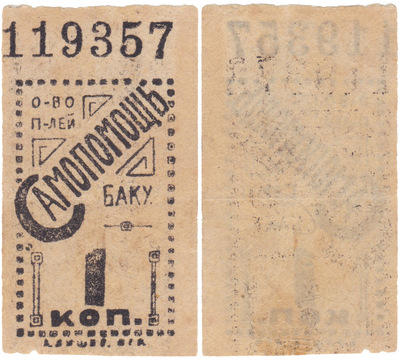 119357
О-ВО
П-ЛЕЙ
САМОПОМОЩЬ
БАКУ.
1
КОП.